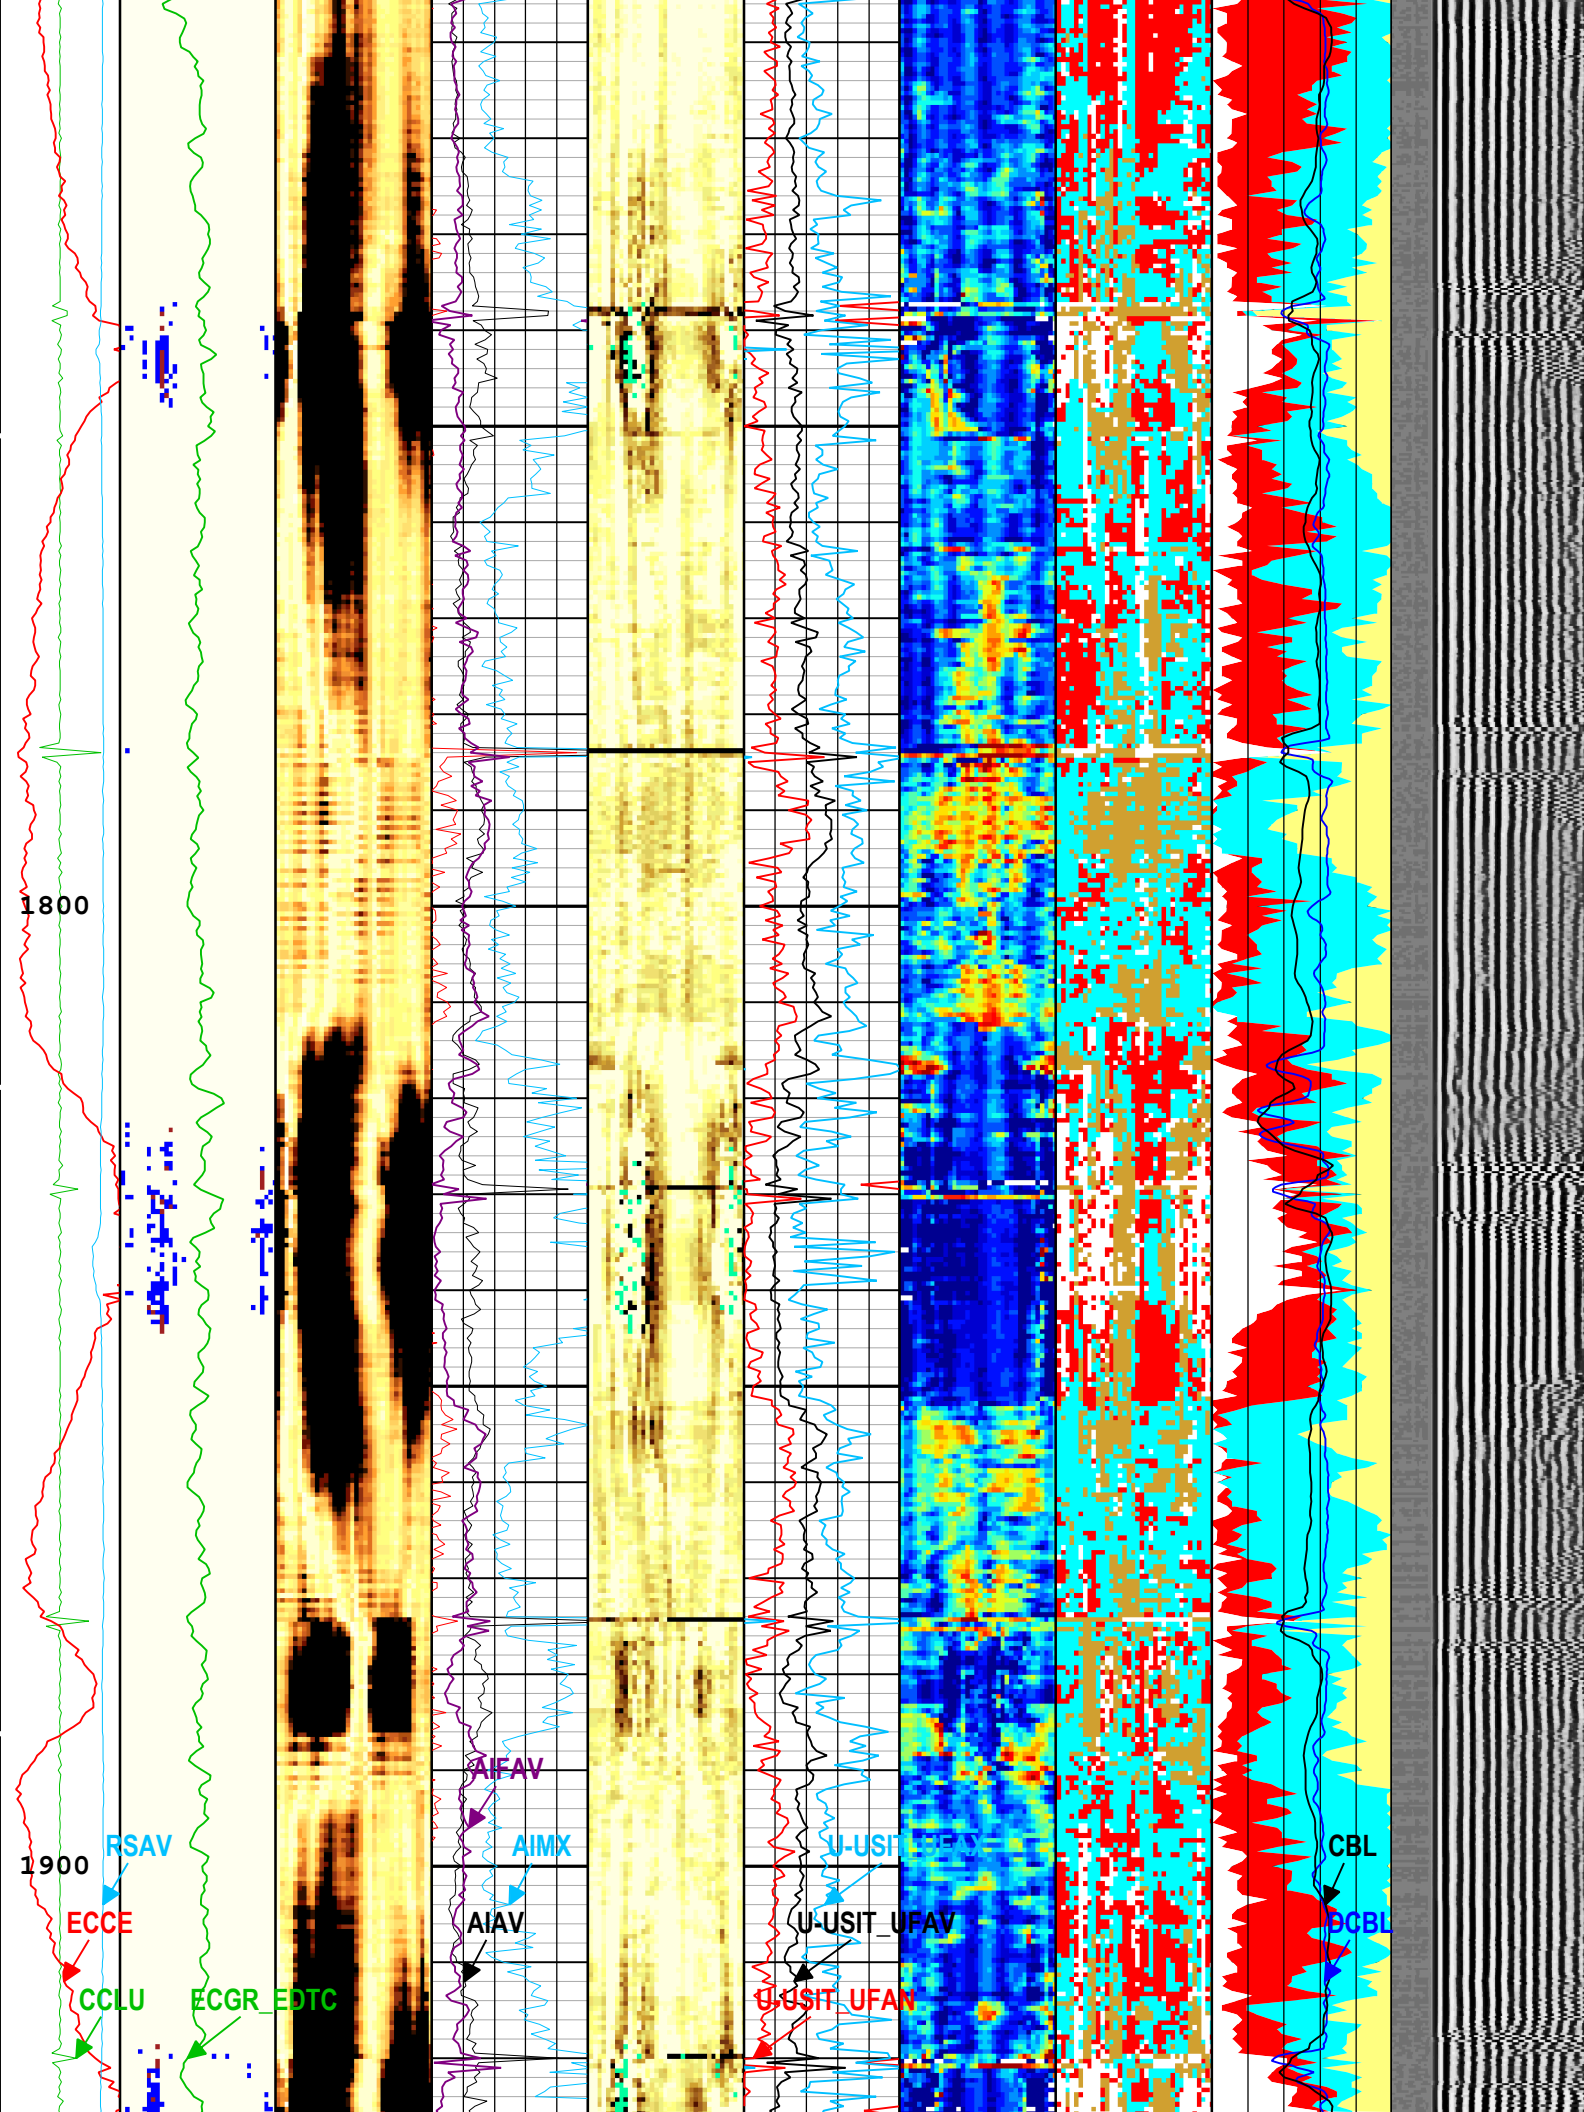 1800
AIFAV
RSAV
AIMX
U-USIT_UFAX
CBL
1900
ECCE
AIAV
U-USIT_UFAV
DCBL
CCLU
ECGR_EDTC
U-USIT_UFAN